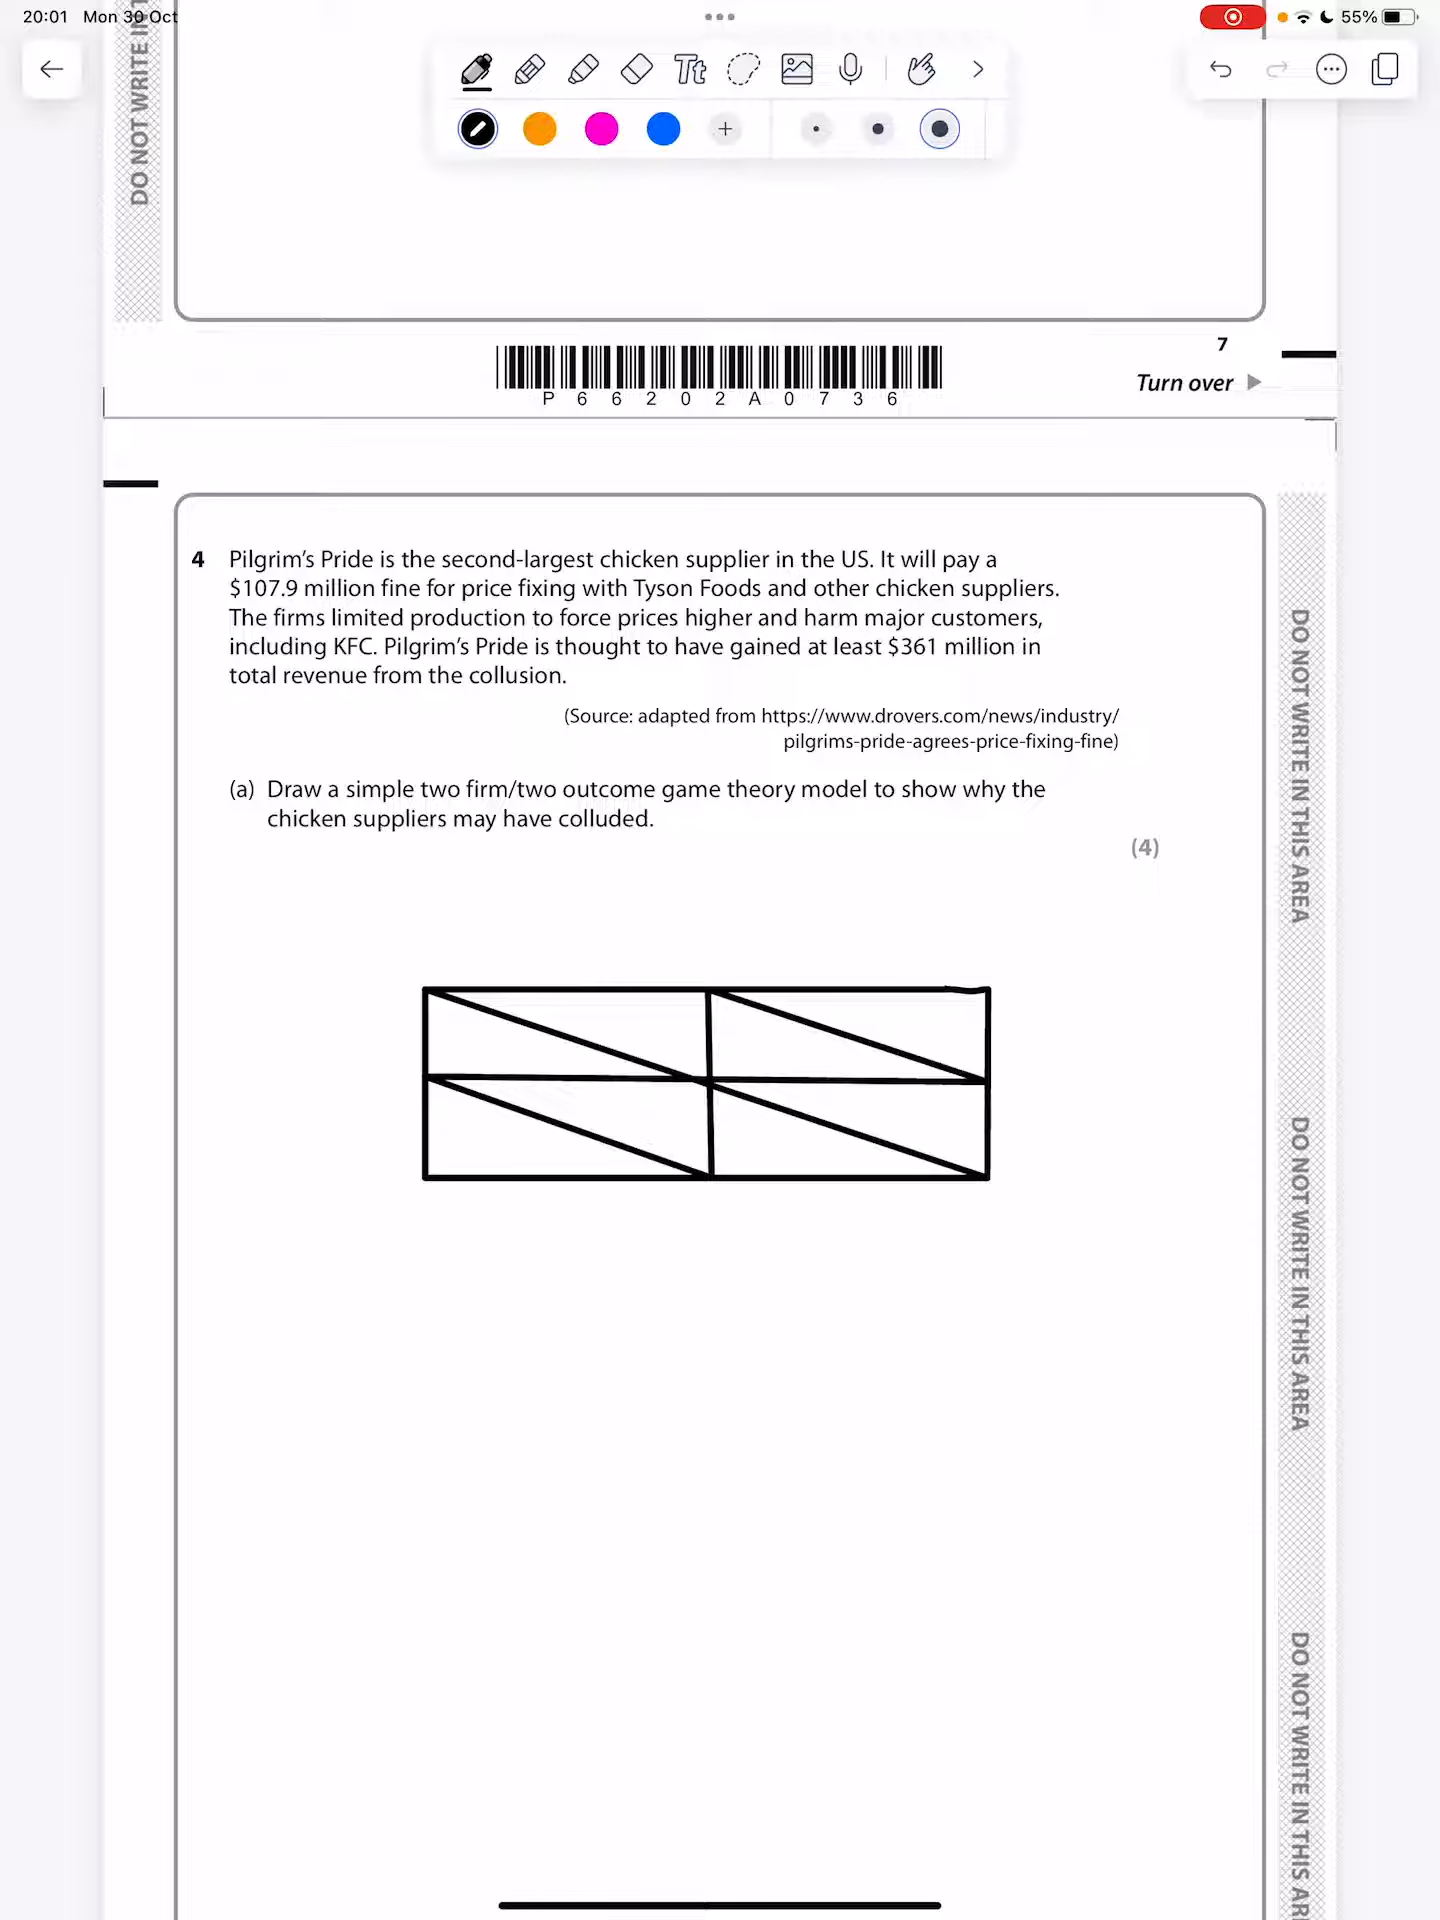 20:01 Mon 30 Oct
55%
Tt
DO NOT WRITE IN T
7
P 6 6 2 0 2 A 0 7 3 6
Turn over
4 Pilgrim's Pride is the second-largest chicken supplier in the US. It will pay a
$107.9 million fine for price fixing with Tyson Foods and other chicken suppliers.
The firms limited production to force prices higher and harm major customers,
including KFC. Pilgrim's Pride is thought to have gained at least $361 million in
total revenue from the collusion.
(Source: adapted from https://www.drovers.com/news/industry/
pilgrims-pride-agrees-price-fixing-fine)
(a) Draw a simple two firm/two outcome game theory model to show why the
chicken suppliers may have colluded.
(4)
DO NOT WRITE IN THIS AREA
DO NOT WRITE IN THIS AREA
DO NOT WRITE IN THIS AR